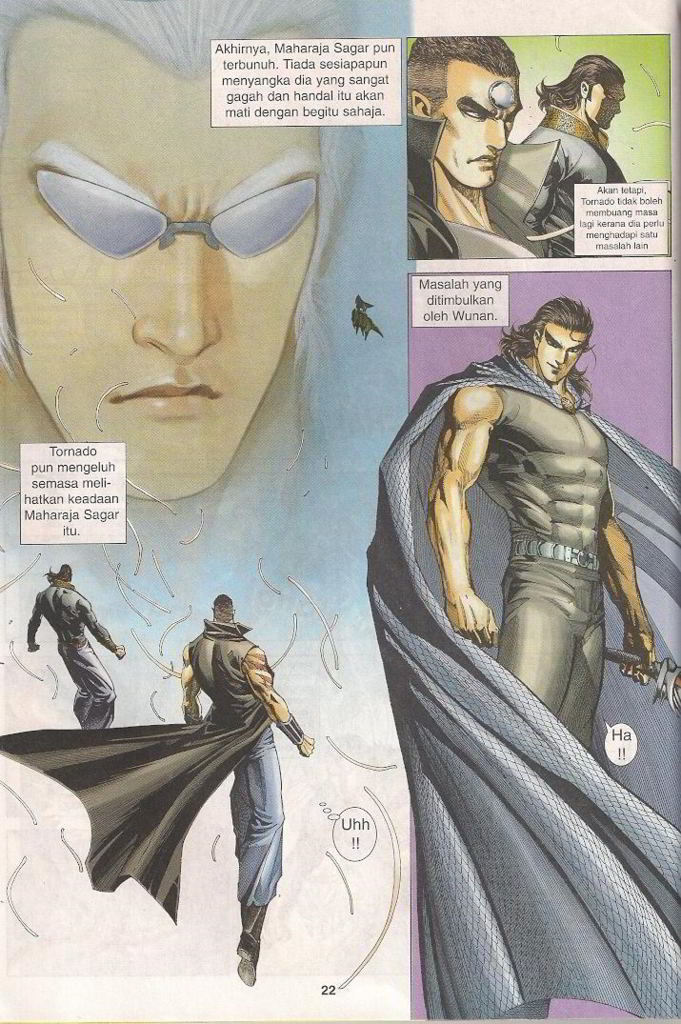 Akhirnya, Maharaja Sagar pun
terbunuh. Tiada sesiapapun
menyangka dia yang sangat
gagah dan handal itu akan
mati dengan begitu sahaja.
Akan tetapi,
Tornado tidak boleh
membuang masa
lagi kerana dia perlu
menghadapi satu
masalah lain
Masalah yang
ditimbulkan
oleh Wunan.
Tornado
pun mengeluh
semasa meli-
hatkan keadaan
Maharaja Sagar
itu.
Ha
!!
Uhh
!!
22